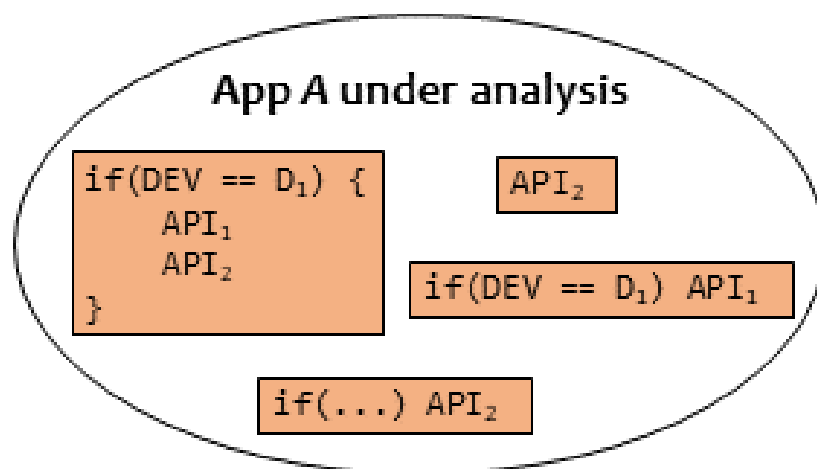 App A under analysis
if(DEV == D₁) {
API₁
API₂
}
API₂
if(DEV == D₁) API₁
if(...) API₂